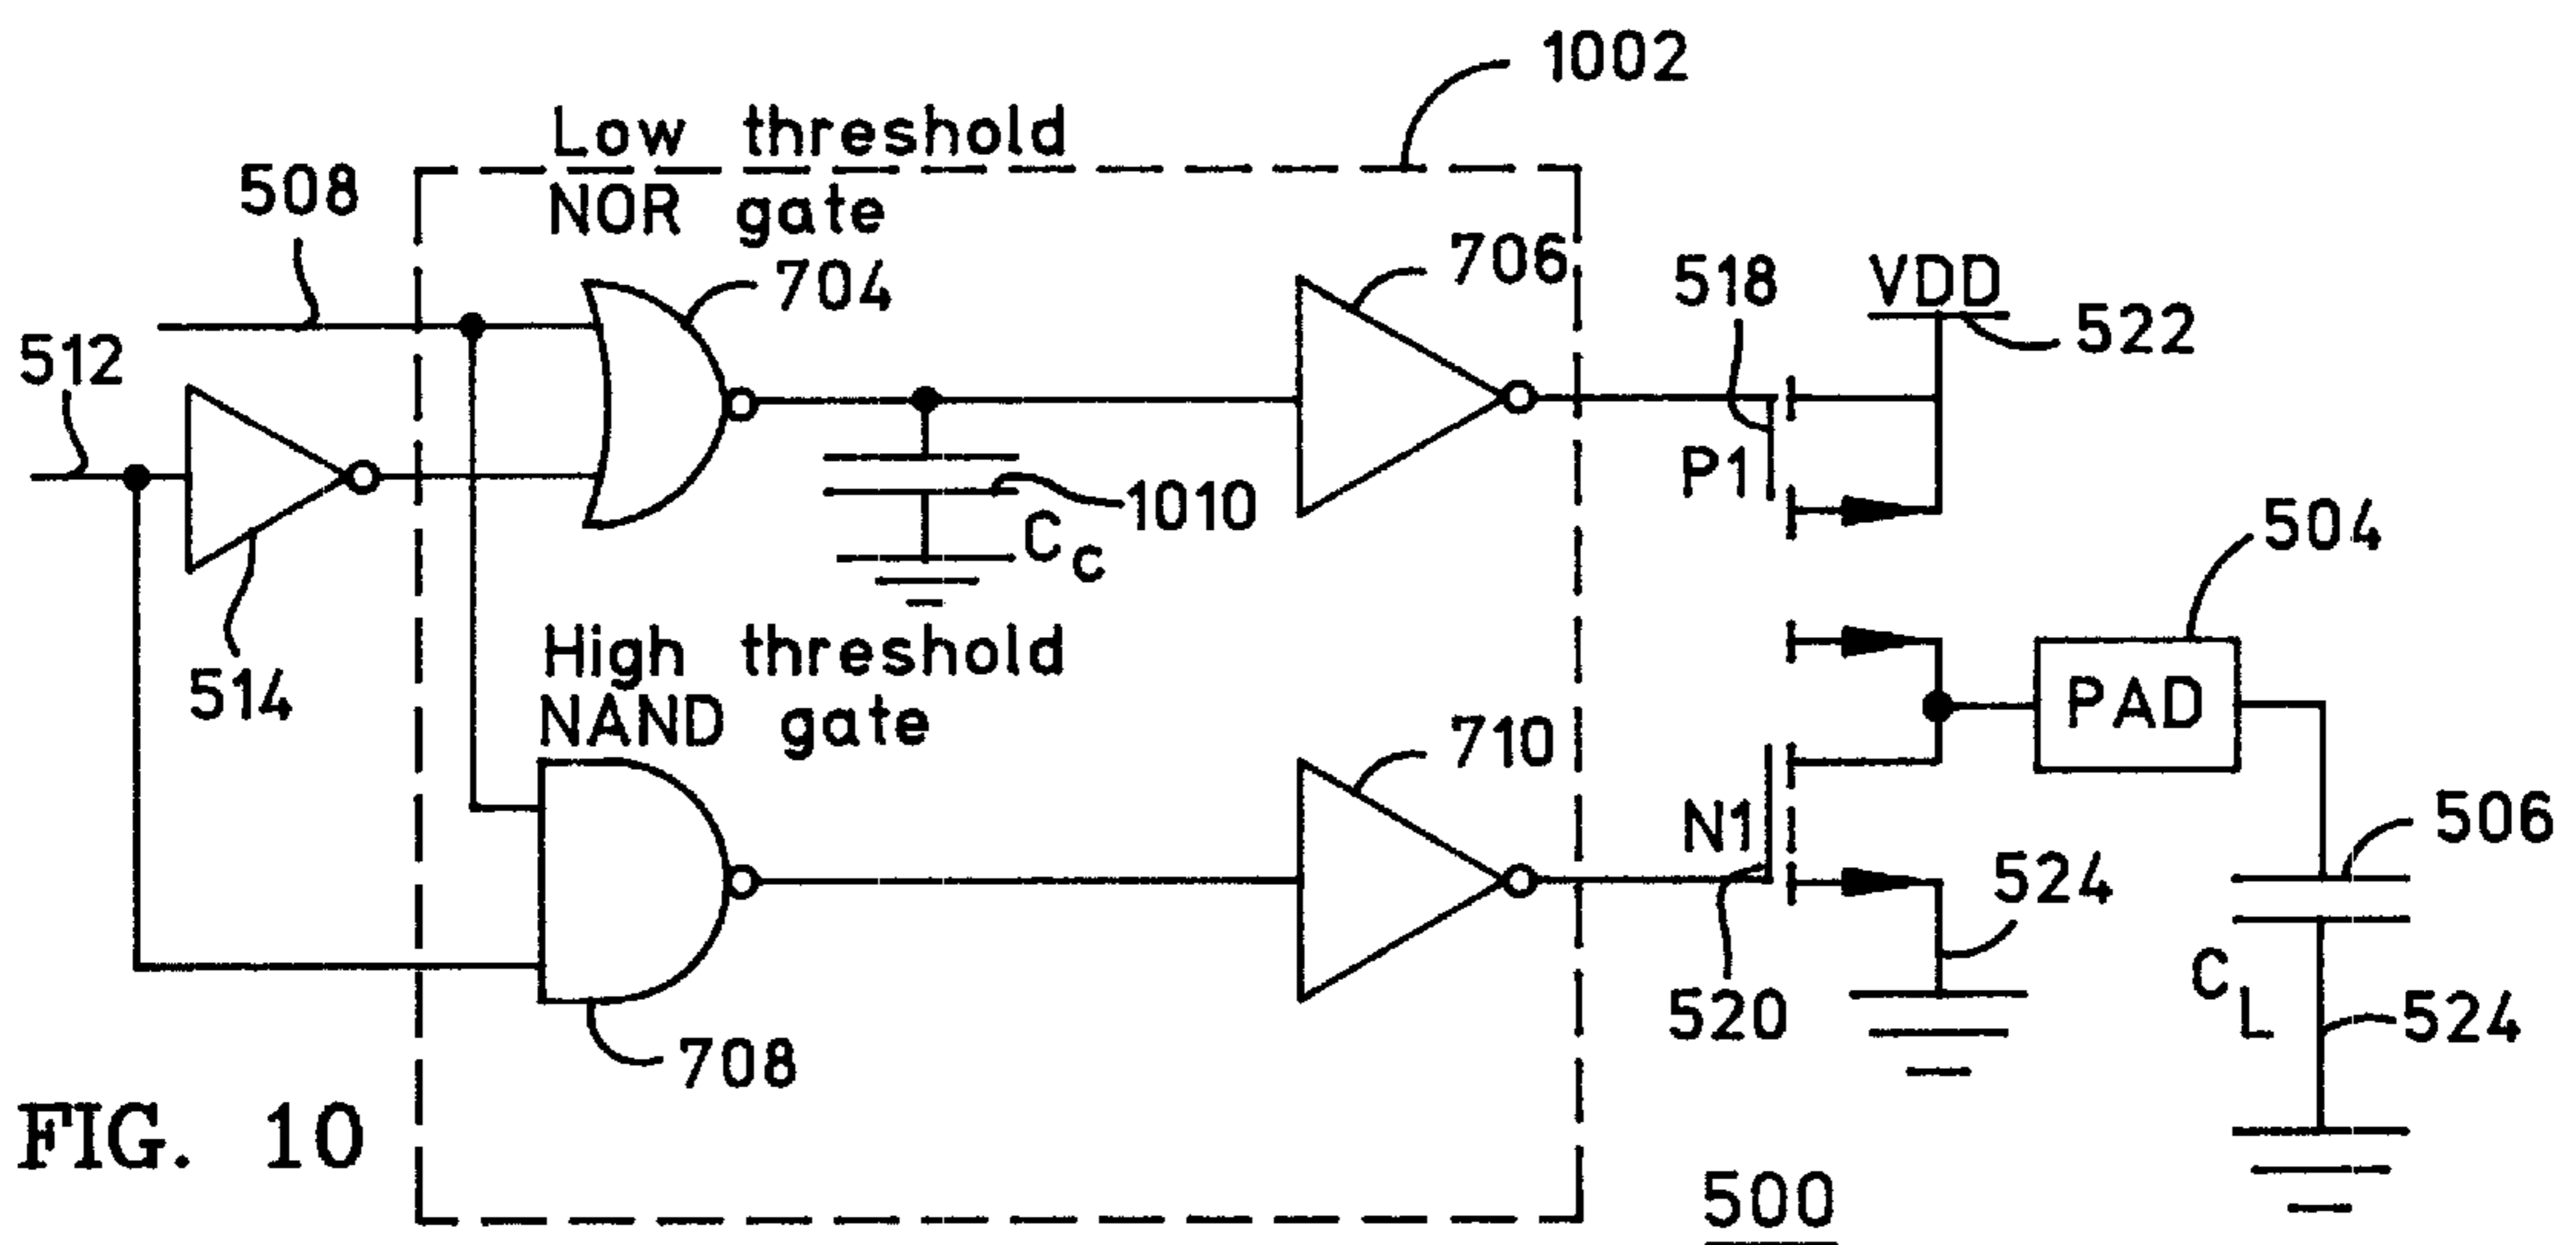 1002
Low threshold
NOR gate
508
704
706
518
VDD
522
512
P1
1010
Cc
504
514
High threshold
NAND gate
PAD
710
N1
506
524
520
CL
524
708
FIG. 10
500